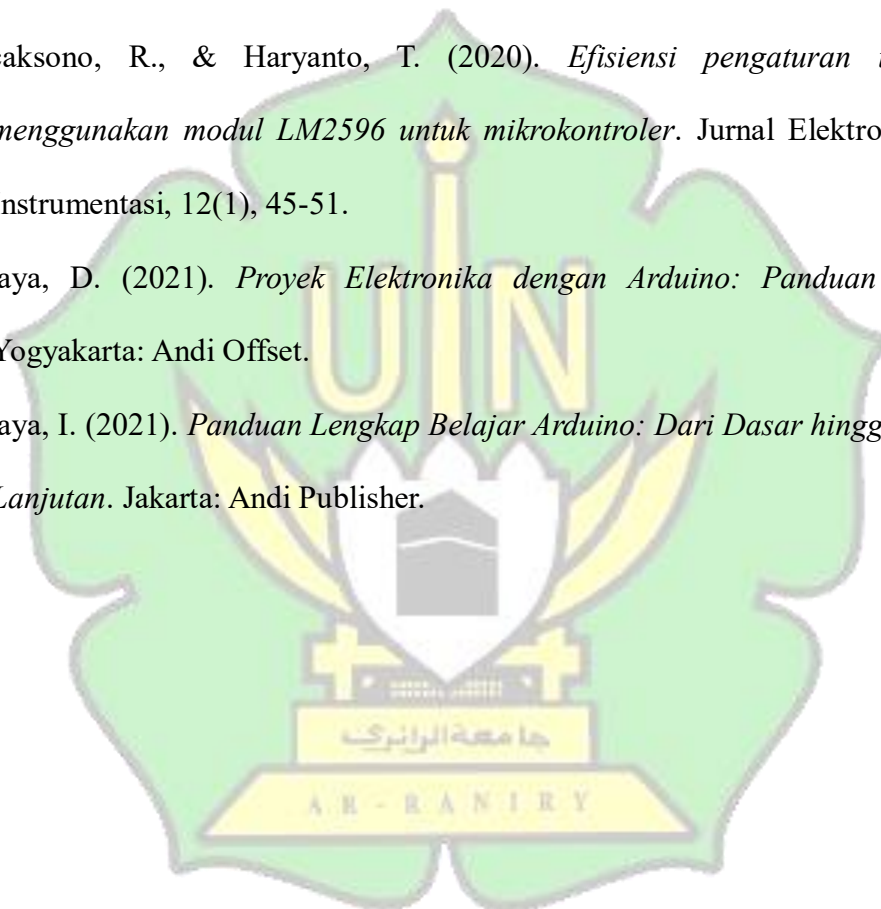 aksono, R., & Haryanto, T. (2020). Efisiensi pengaturan
menggunakan modul LM2596 untuk mikrokontroler. Jurnal Elektro
nstrumentasi, 12(1), 45-51.
aya, D. (2021). Proyek Elektronika dengan Arduino: Panduan
Yogyakarta: Andi Offset.
aya, I. (2021). Panduan Lengkap Belajar Arduino: Dari Dasar hingg
Lanjutan. Jakarta: Andi Publisher.
UIN
جامعة الرانري
AR-RANIRY